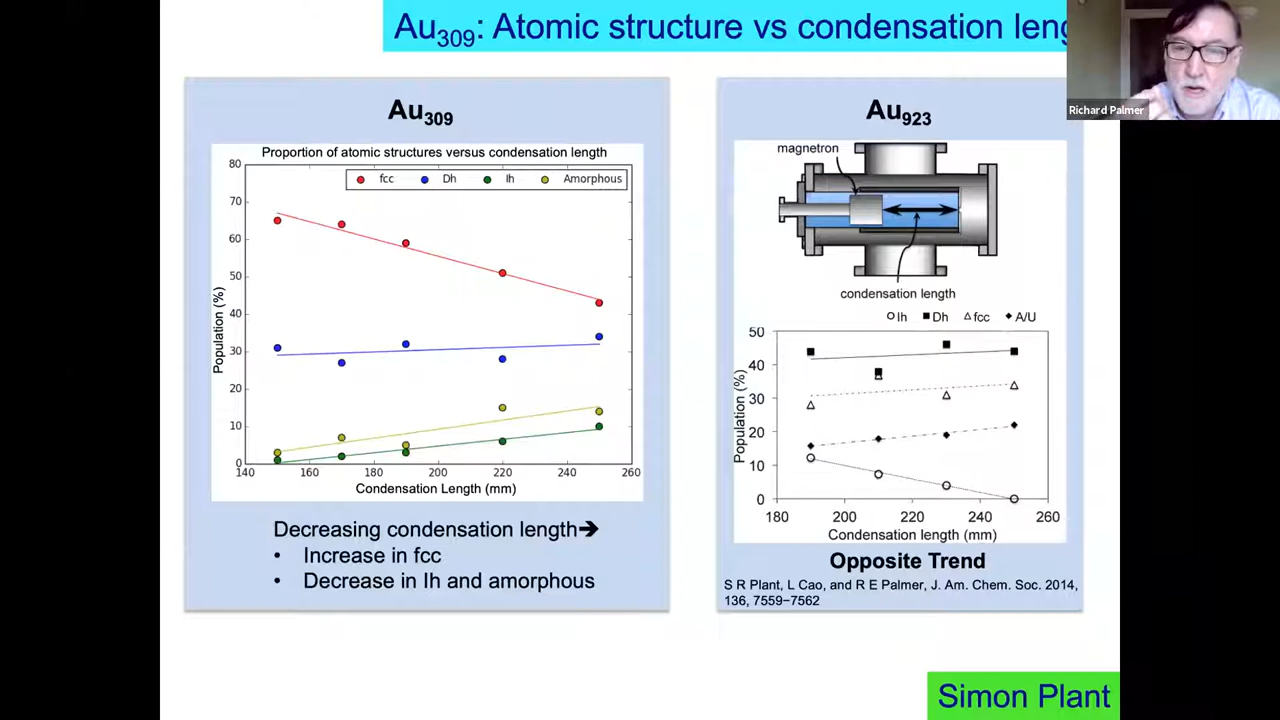 Au309: Atomic structure vs condensation leng
Richard Palmer
Au309
Proportion of atomic structures versus condensation length
fcc Dh Ih Amorphous
80
70
60
50
40
30
20
10
0
Population (%)
140 160 180 200 220 240 260
Condensation Length (mm)
Decreasing condensation length➔
• Increase in fcc
• Decrease in Ih and amorphous
Au923
magnetron
condensation length
Ih Dh fcc A/U
50
40
30
20
10
0
Population (%)
180 200 220 240 260
Condensation length (mm)
Opposite Trend
S R Plant, L Cao, and R E Palmer, J. Am. Chem. Soc. 2014,
136, 7559−7562
Simon Plant